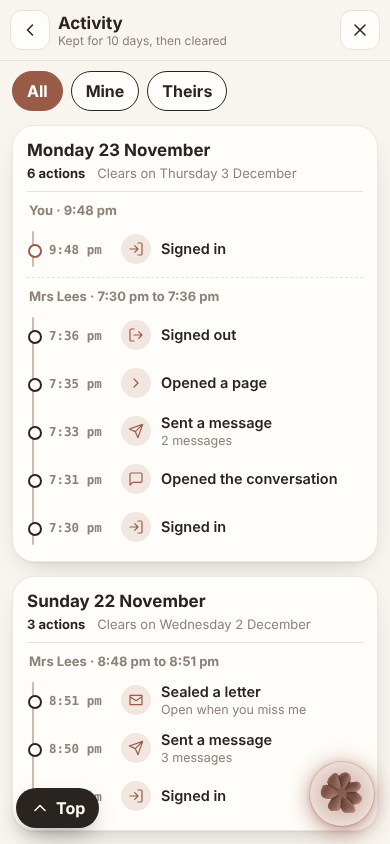 Activity
Kept for 10 days, then cleared
All Mine Theirs
Monday 23 November
6 actions Clears on Thursday 3 December
You · 9:48 pm
9:48 pm Signed in
Mrs Lees · 7:30 pm to 7:36 pm
7:36 pm Signed out
7:35 pm Opened a page
7:33 pm Sent a message
2 messages
7:31 pm Opened the conversation
7:30 pm Signed in
Sunday 22 November
3 actions Clears on Wednesday 2 December
Mrs Lees · 8:48 pm to 8:51 pm
8:51 pm Sealed a letter
Open when you miss me
8:50 pm Sent a message
3 messages
Signed in
Top